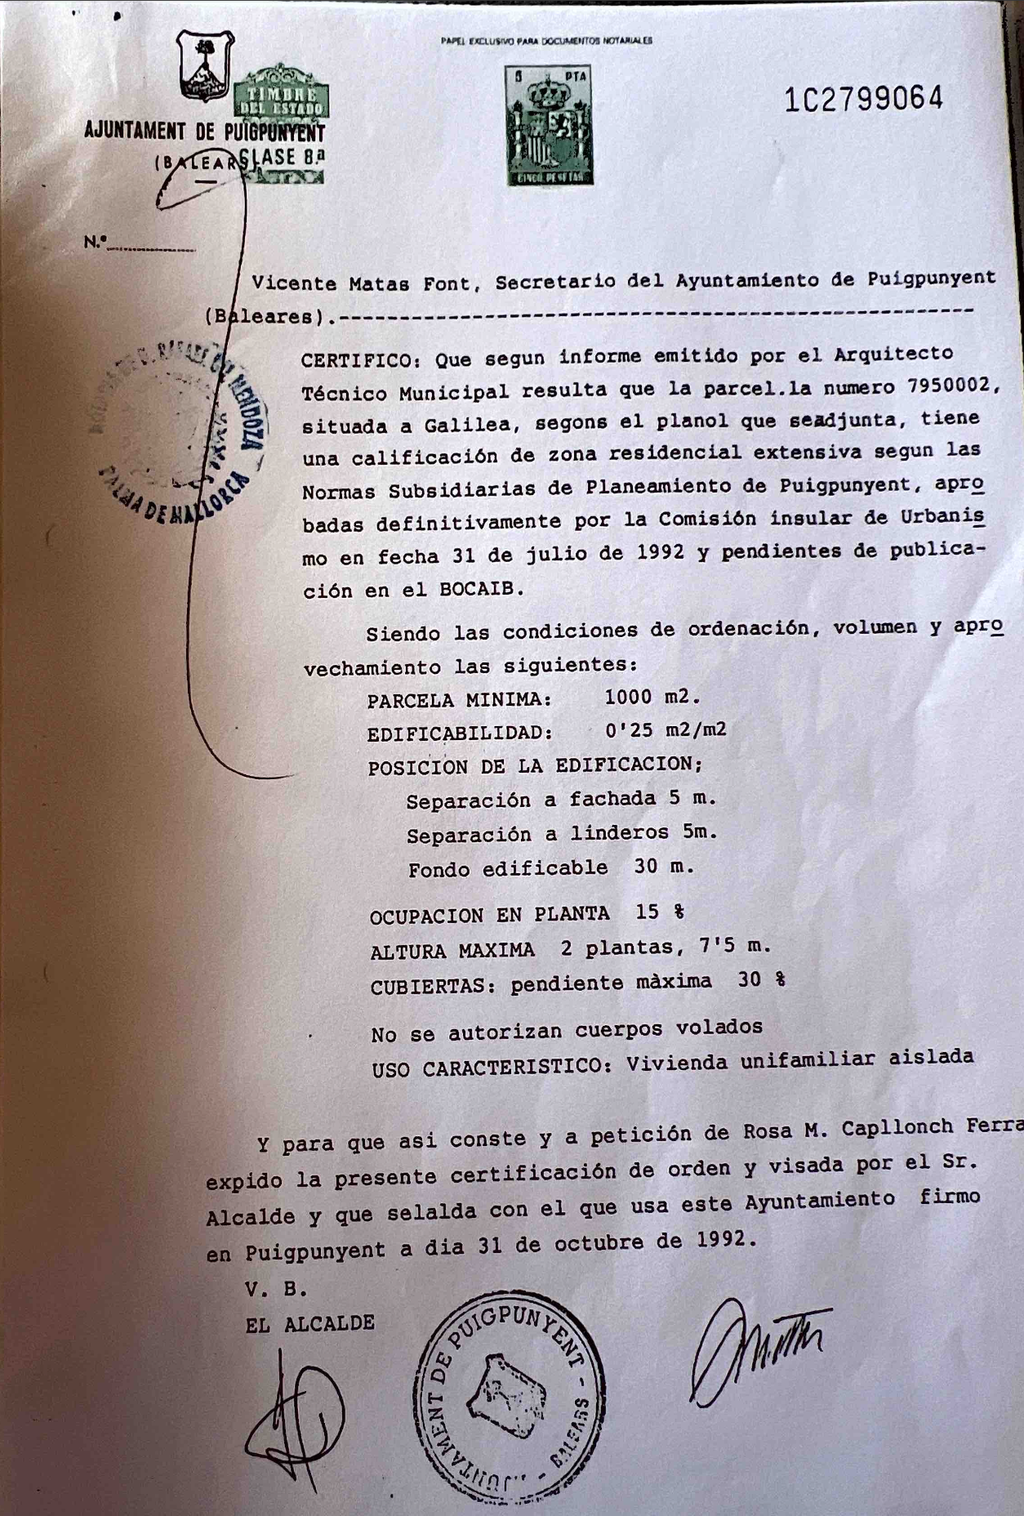 PAPEL EXCLUSIVO PARA DOCUMENTOS NOTARIALES
TIMBRE
DEL ESTADO
5 PTA
1C2799064
AJUNTAMENT DE PUIGPUNYENT
CLASE 8.ª
(BALEARS)
CINCO PESETAS
N.º
Vicente Matas Font, Secretario del Ayuntamiento de Puigpunyent
(Baleares).-------------------------------------------------
MENDOZA
PALMA DE MALLORCA
CERTIFICO: Que segun informe emitido por el Arquitecto
Técnico Municipal resulta que la parcel.la numero 7950002,
situada a Galilea, segons el planol que seadjunta, tiene
una calificación de zona residencial extensiva segun las
Normas Subsidiarias de Planeamiento de Puigpunyent, apro
badas definitivamente por la Comisión insular de Urbanis
mo en fecha 31 de julio de 1992 y pendientes de publica-
ción en el BOCAIB.
Siendo las condiciones de ordenación, volumen y apro
vechamiento las siguientes:
PARCELA MINIMA: 1000 m2.
EDIFICABILIDAD: 0'25 m2/m2
POSICION DE LA EDIFICACION;
Separación a fachada 5 m.
Separación a linderos 5m.
Fondo edificable 30 m.
OCUPACION EN PLANTA 15 %
ALTURA MAXIMA 2 plantas, 7'5 m.
CUBIERTAS: pendiente màxima 30 %
No se autorizan cuerpos volados
USO CARACTERISTICO: Vivienda unifamiliar aislada
Y para que asi conste y a petición de Rosa M. Capllonch Ferra
expido la presente certificación de orden y visada por el Sr.
Alcalde y que selalda con el que usa este Ayuntamiento firmo
en Puigpunyent a dia 31 de octubre de 1992.
V. B.
EL ALCALDE
AJUNTAMENT DE PUIGPUNYENT - BALEARS -